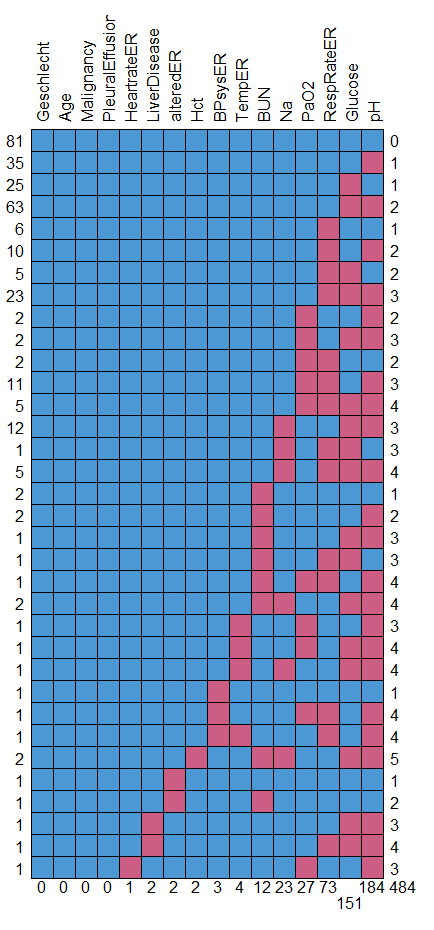 Geschlecht
Age
Malignancy
PleuralEffusion
HeartrateER
LiverDisease
alteredER
Hct
BPsysER
TempER
BUN
Na
PaO2
RespRateER
Glucose
pH
81 0
35 1
25 1
63 2
6 1
10 2
5 2
23 3
2 2
2 3
2 2
11 3
5 4
12 3
1 3
5 4
2 1
2 2
1 3
1 3
1 4
2 4
1 3
1 4
1 4
1 1
1 4
1 4
2 5
1 1
1 2
1 3
1 4
1 3
0 0 0 0 1 2 2 2 3 4 12 23 27 73 184 484
151